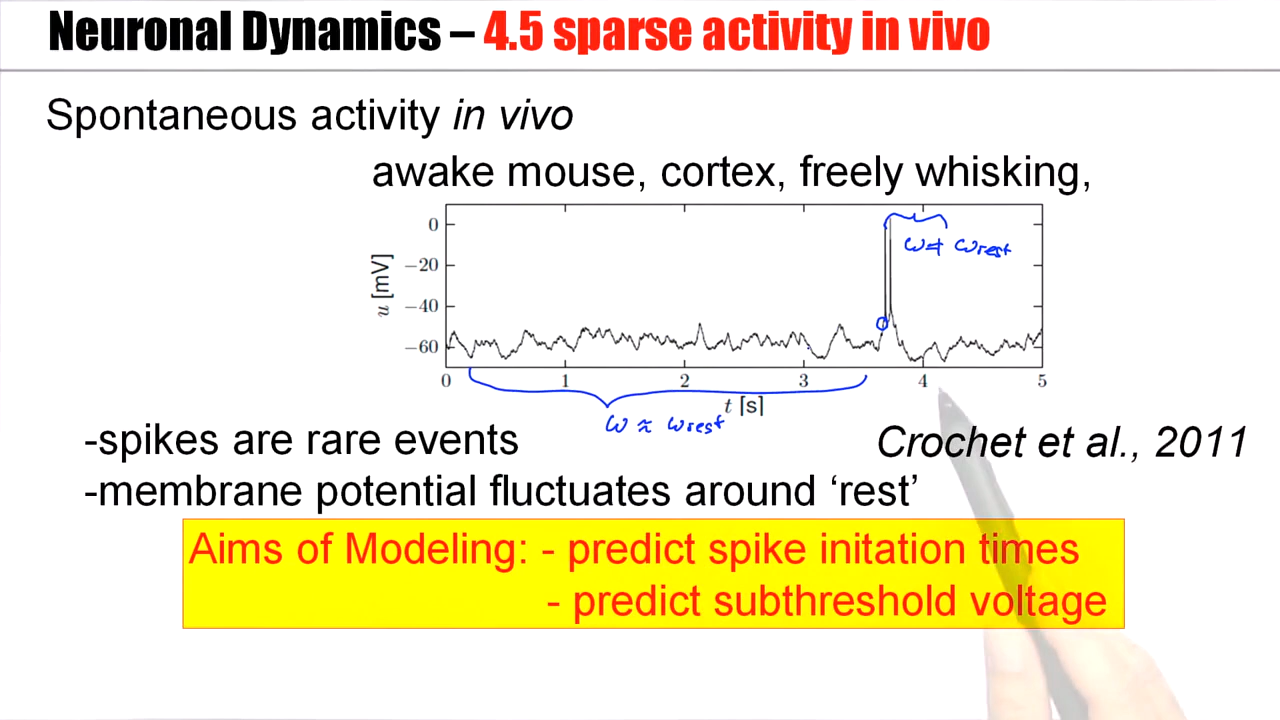 Neuronal Dynamics – 4.5 sparse activity in vivo
Spontaneous activity in vivo
awake mouse, cortex, freely whisking,
0
−20
−40
−60
u [mV]
w ≠ wrest
0 1 2 3 4 5
t [s]
w ≈ wrest
-spikes are rare events
Crochet et al., 2011
-membrane potential fluctuates around ‘rest’
Aims of Modeling: - predict spike initation times
- predict subthreshold voltage